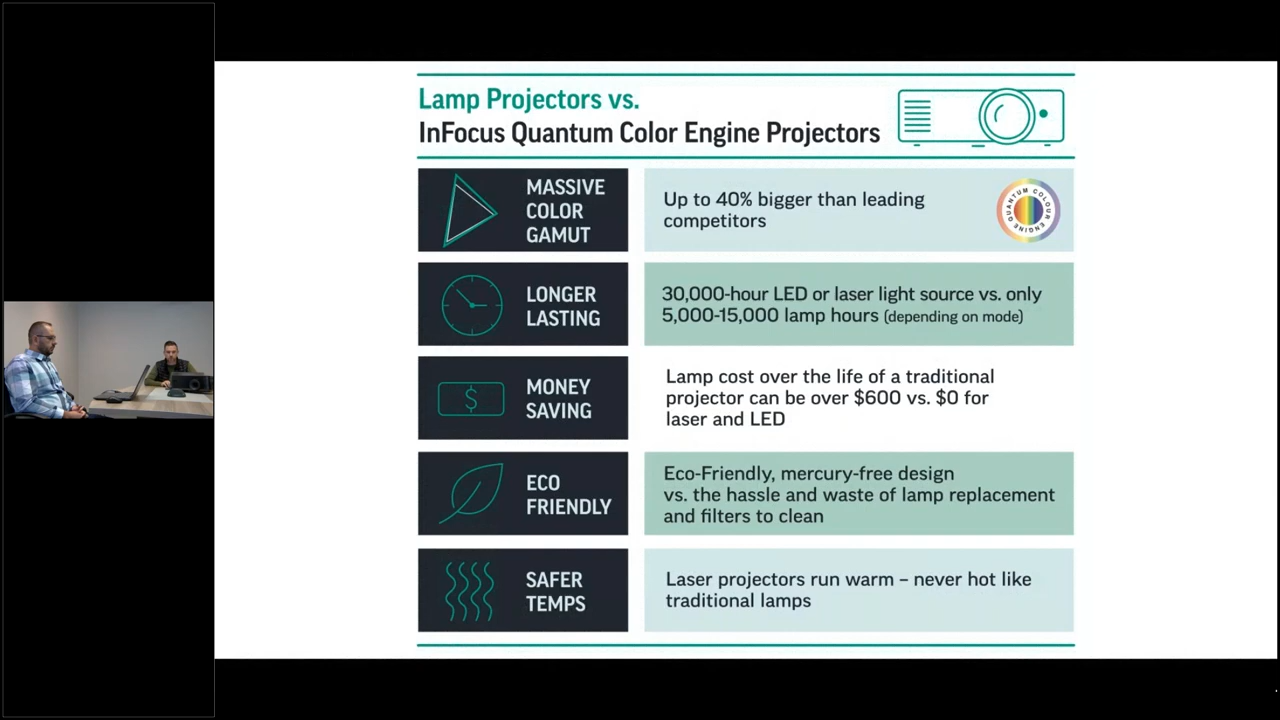 Lamp Projectors vs.
InFocus Quantum Color Engine Projectors
MASSIVE
COLOR
GAMUT
Up to 40% bigger than leading
competitors
QUANTUM COLOUR ENGINE
LONGER
LASTING
30,000-hour LED or laser light source vs. only
5,000-15,000 lamp hours (depending on mode)
MONEY
SAVING
Lamp cost over the life of a traditional
projector can be over $600 vs. $0 for
laser and LED
ECO
FRIENDLY
Eco-Friendly, mercury-free design
vs. the hassle and waste of lamp replacement
and filters to clean
SAFER
TEMPS
Laser projectors run warm – never hot like
traditional lamps